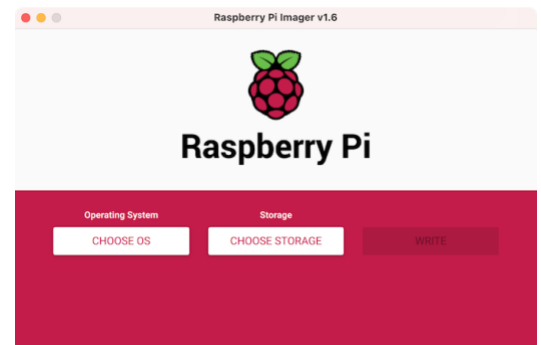 Raspberry Pi Imager v1.6
Raspberry Pi
Operating System
Storage
CHOOSE OS
CHOOSE STORAGE
WRITE